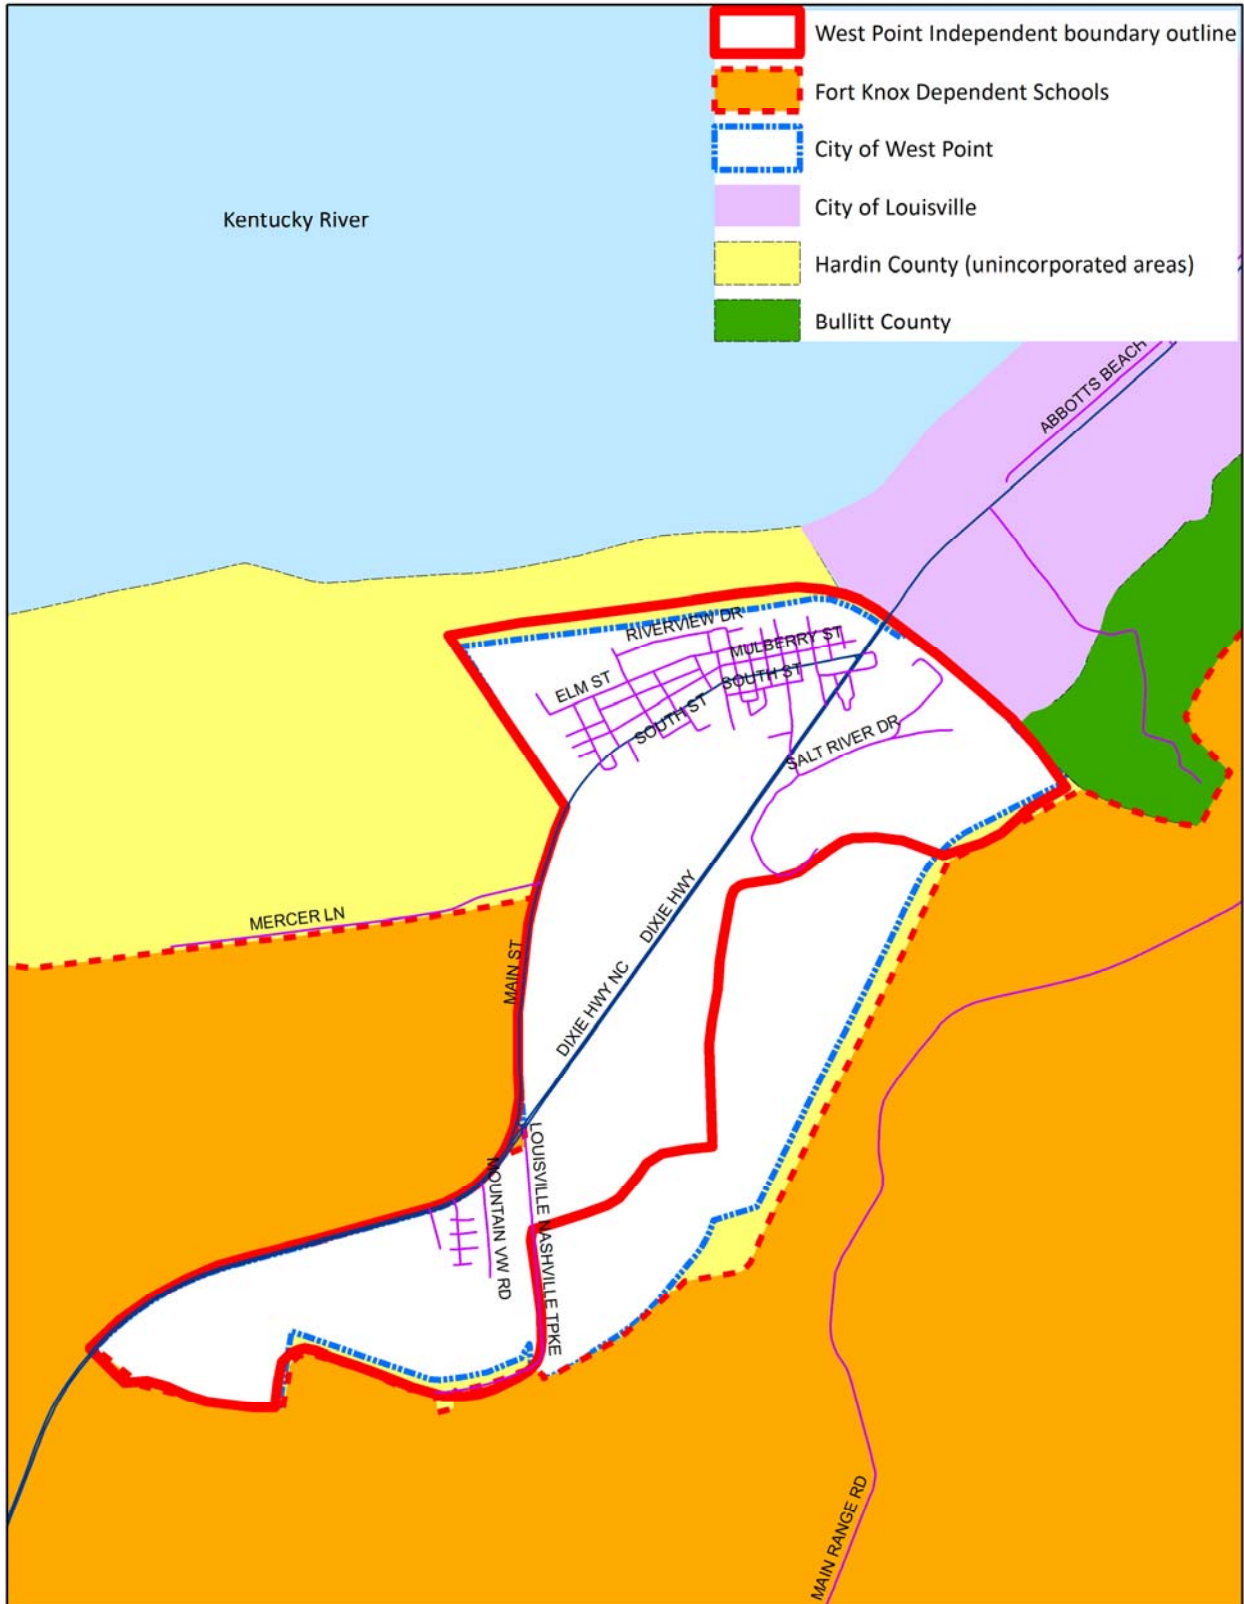 West Point Independent boundary outline
Fort Knox Dependent Schools
City of West Point
Kentucky River
City of Louisville
Hardin County (unincorporated areas)
Bullitt County
ABBOTTS BEACH
RIVERVIEW DR
MULBERRY ST
ELM ST
SOUTH ST
SOUTH ST
SALT RIVER DR
MERCER LN
DIXIE HWY
MAIN ST
DIXIE HWY NC
LOUISVILLE NASHVILLE TPKE
MOUNTAIN VW RD
MAIN RANGE RD